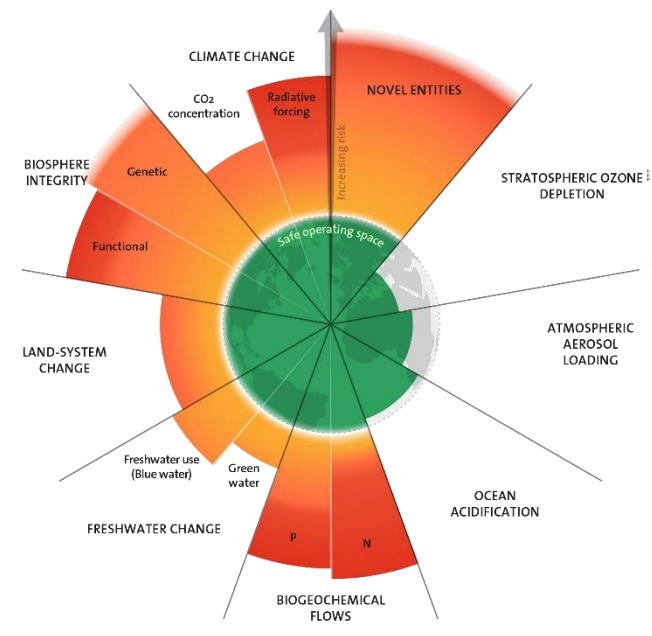 CLIMATE CHANGE
CO2
concentration
Radiative
forcing
NOVEL ENTITIES
Increasing risk
BIOSPHERE
INTEGRITY
Genetic
Functional
STRATOSPHERIC OZONE
DEPLETION
Safe operating space
LAND-SYSTEM
CHANGE
ATMOSPHERIC
AEROSOL
LOADING
Freshwater use
(Blue water)
Green
water
FRESHWATER CHANGE
P
N
OCEAN
ACIDIFICATION
BIOGEOCHEMICAL
FLOWS